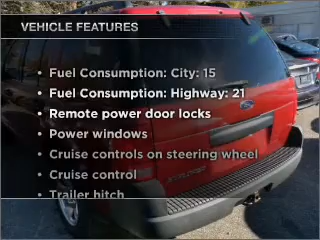 VEHICLE FEATURES
• Fuel Consumption: City: 15
• Fuel Consumption: Highway: 21
• Remote power door locks
• Power windows
• Cruise controls on steering wheel
• Cruise control
• Trailer hitch